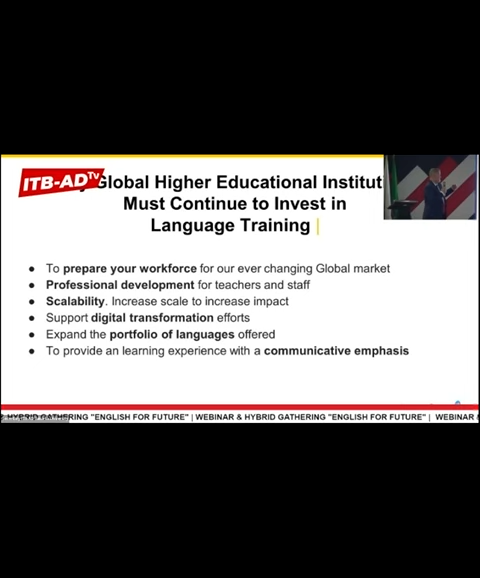 ITB-AD TV
y Global Higher Educational Institut
Must Continue to Invest in
Language Training
● To prepare your workforce for our ever changing Global market
● Professional development for teachers and staff
● Scalability. Increase scale to increase impact
● Support digital transformation efforts
● Expand the portfolio of languages offered
● To provide an learning experience with a communicative emphasis
& HYBRID GATHERING "ENGLISH FOR FUTURE" | WEBINAR & HYBRID GATHERING "ENGLISH FOR FUTURE" | WEBINAR &